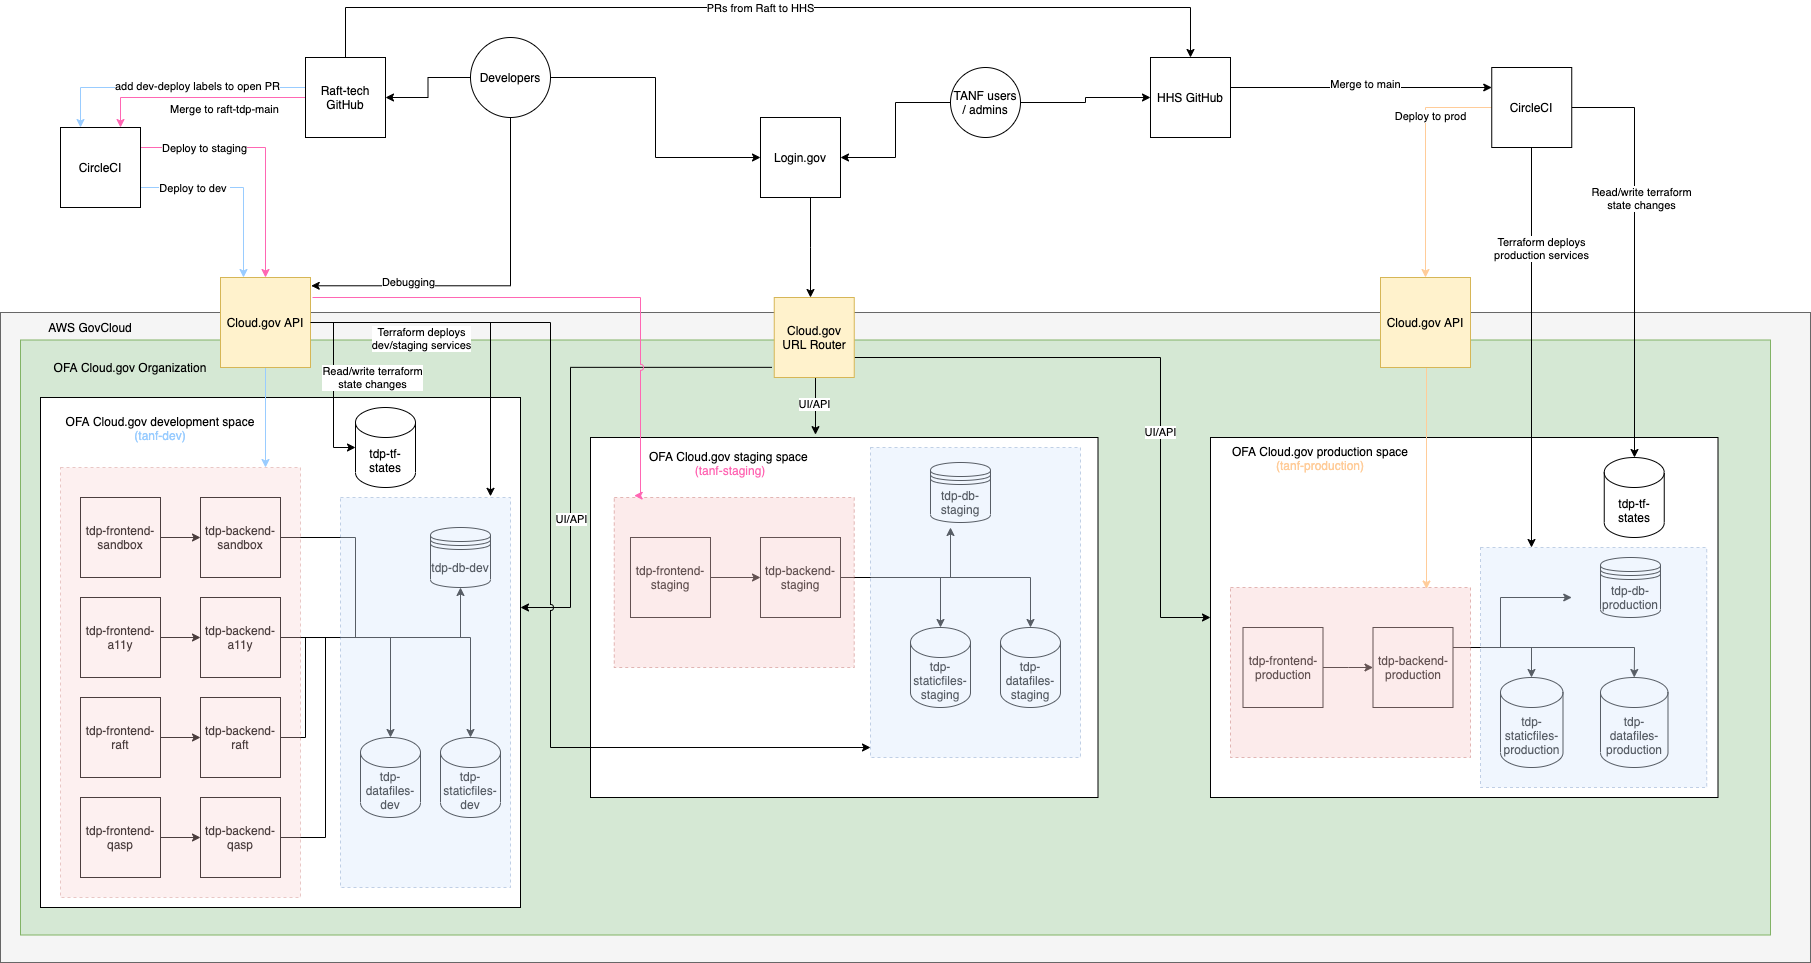 PRs from Raft to HHS
Developers
Raft-tech
GitHub
add dev-deploy labels to open PR
Merge to raft-tdp-main
CircleCI
Deploy to staging
Deploy to dev
TANF users
/ admins
HHS GitHub
Merge to main
CircleCI
Deploy to prod
Login.gov
Read/write terraform
state changes
Terraform deploys
production services
Debugging
Cloud.gov API
Cloud.gov
URL Router
Cloud.gov API
AWS GovCloud
Terraform deploys
dev/staging services
OFA Cloud.gov Organization
Read/write terraform
state changes
UI/API
UI/API
UI/API
OFA Cloud.gov development space
(tanf-dev)
tdp-tf-
states
tdp-frontend-
sandbox
tdp-backend-
sandbox
tdp-frontend-
a11y
tdp-backend-
a11y
tdp-frontend-
raft
tdp-backend-
raft
tdp-frontend-
qasp
tdp-backend-
qasp
tdp-db-dev
tdp-
datafiles-
dev
tdp-
staticfiles-
dev
OFA Cloud.gov staging space
(tanf-staging)
tdp-frontend-
staging
tdp-backend-
staging
tdp-db-
staging
tdp-
staticfiles-
staging
tdp-
datafiles-
staging
OFA Cloud.gov production space
(tanf-production)
tdp-tf-
states
tdp-frontend-
production
tdp-backend-
production
tdp-db-
production
tdp-
staticfiles-
production
tdp-
datafiles-
production